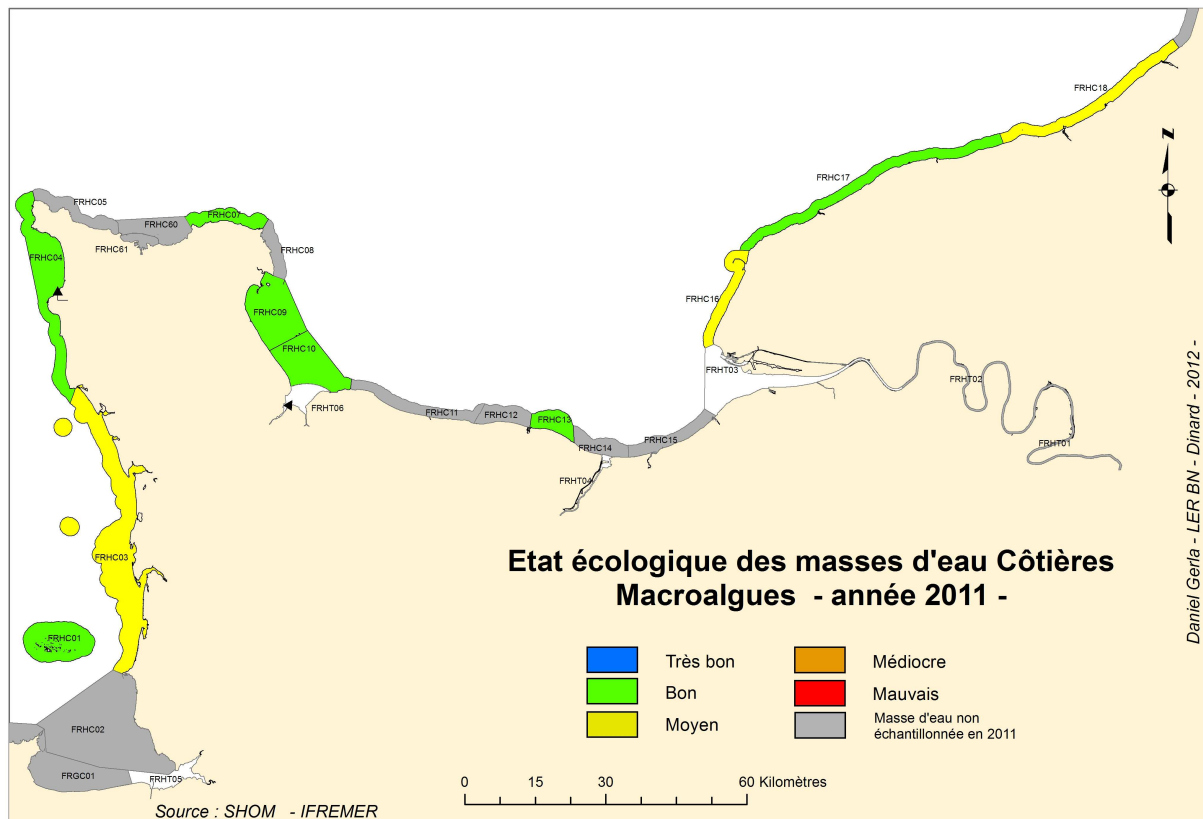 FRHC18
Z
FRHC17
FRHC05
FRHC07
FRHC60
FRHC61
FRHC08
FRHC04
FRHC16
FRHC09
FRHC10
FRHT03
FRHT02
FRHT06
FRHC11
FRHC12
FRHC13
FRHC14
FRHC15
FRHT01
FRHT04
FRHC03
Etat écologique des masses d'eau Côtières
Macroalgues - année 2011 -
FRHC01
Très bon
Médiocre
Bon
Mauvais
Moyen
Masse d'eau non
échantillonnée en 2011
FRHC02
FRGC01
FRHT05
0 15 30 60 Kilomètres
Source : SHOM - IFREMER
Daniel Gerla - LER BN - Dinard - 2012 -